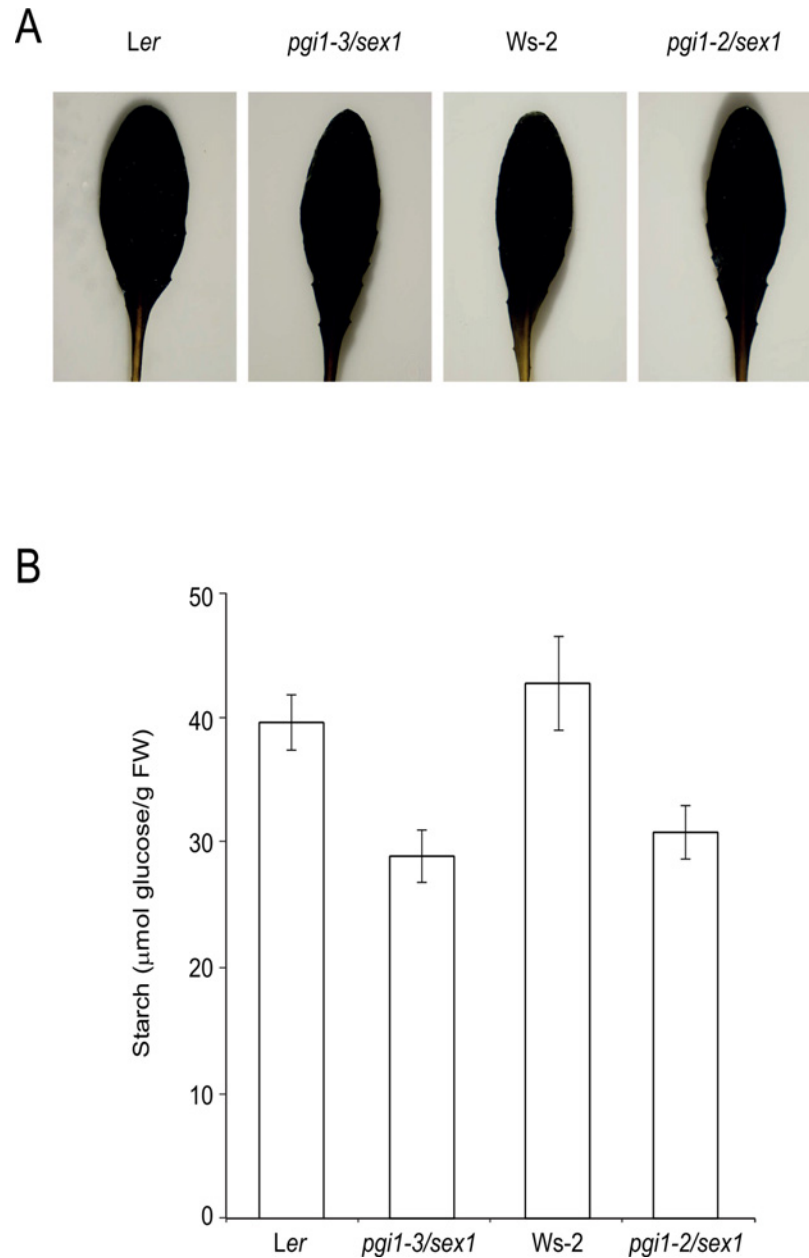 A
Ler pgi1-3/sex1 Ws-2 pgi1-2/sex1
B
Starch (μmol glucose/g FW)
50
40
30
20
10
0
Ler pgi1-3/sex1 Ws-2 pgi1-2/sex1